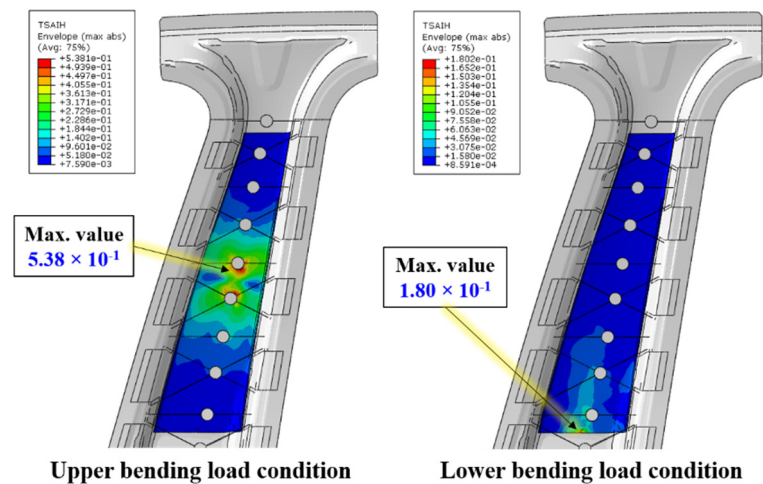 TSAIH
Envelope (max abs)
(Avg: 75%)
+5.381e-01
+4.939e-01
+4.497e-01
+4.055e-01
+3.613e-01
+3.171e-01
+2.729e-01
+2.286e-01
+1.844e-01
+1.402e-01
+9.601e-02
+5.180e-02
+7.590e-03
Max. value
5.38 × 10-1
Upper bending load condition
TSAIH
Envelope (max abs)
(Avg: 75%)
+1.802e-01
+1.652e-01
+1.503e-01
+1.354e-01
+1.204e-01
+1.055e-01
+9.052e-02
+7.558e-02
+6.063e-02
+4.569e-02
+3.075e-02
+1.580e-02
+8.591e-04
Max. value
1.80 × 10-1
Lower bending load condition